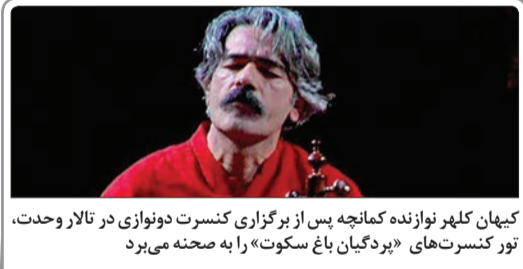 کیهان کلهر نوازنده کمانچه پس از برگزاری کنسرت دونوازی در تالار وحدت،
تور کنسرت‌های «پردگیان باغ سکوت» را به صحنه می‌برد